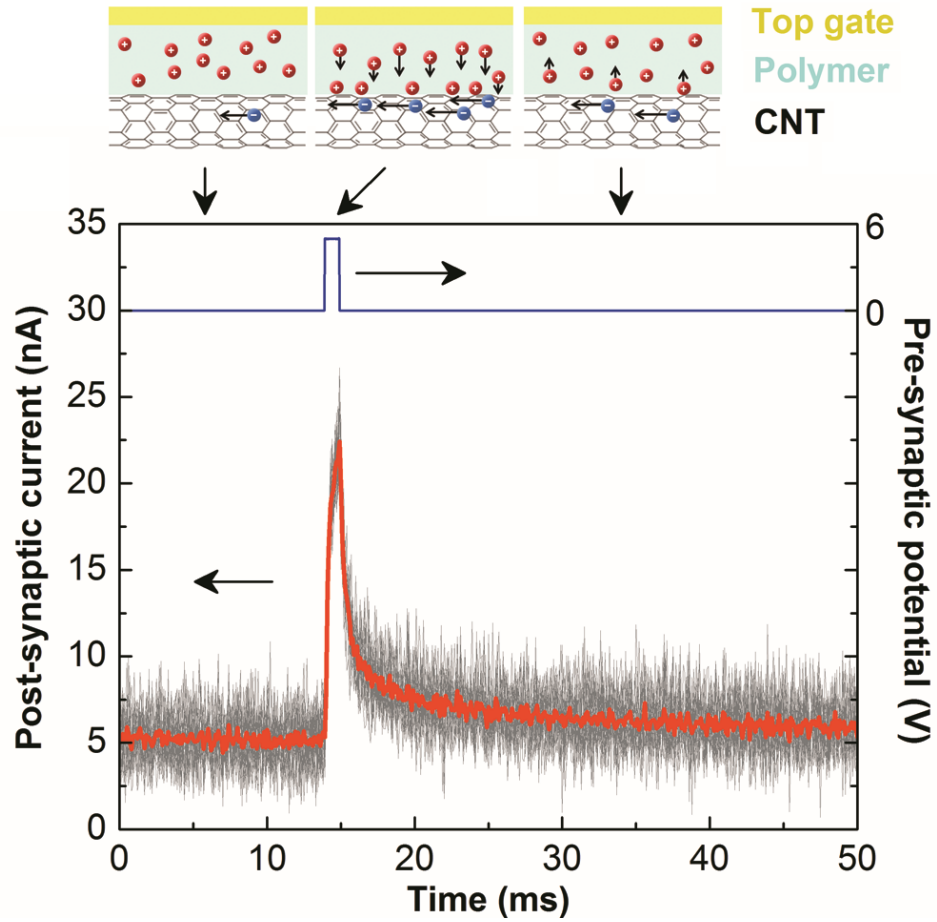 Top gate
Polymer
CNT
Post-synaptic current (nA)
35
30
25
20
15
10
5
0
6
0
Pre-synaptic potential (V)
0 10 20 30 40 50
Time (ms)